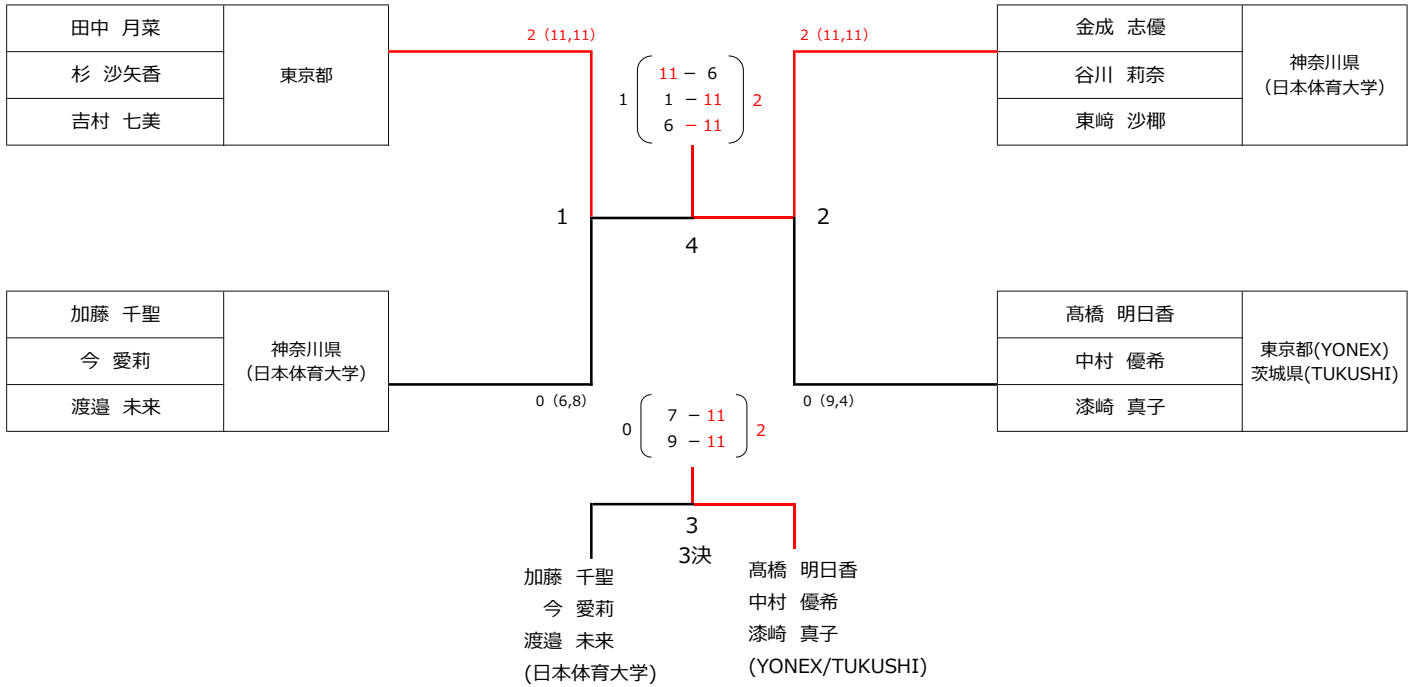 田中 月菜
杉 沙矢香
吉村 七美
東京都
2（11,11）
1
11 － 6
1 － 11
6 － 11
2
2（11,11）
金成 志優
谷川 莉奈
東﨑 沙椰
神奈川県
（日本体育大学）
1
4
2
加藤 千聖
今 愛莉
渡邉 未来
神奈川県
（日本体育大学）
0（6,8）
0
7 － 11
9 － 11
2
0（9,4）
髙橋 明日香
中村 優希
漆崎 真子
東京都(YONEX)
茨城県(TUKUSHI)
3
3決
加藤 千聖
今 愛莉
渡邉 未来
(日本体育大学)
髙橋 明日香
中村 優希
漆崎 真子
(YONEX/TUKUSHI)